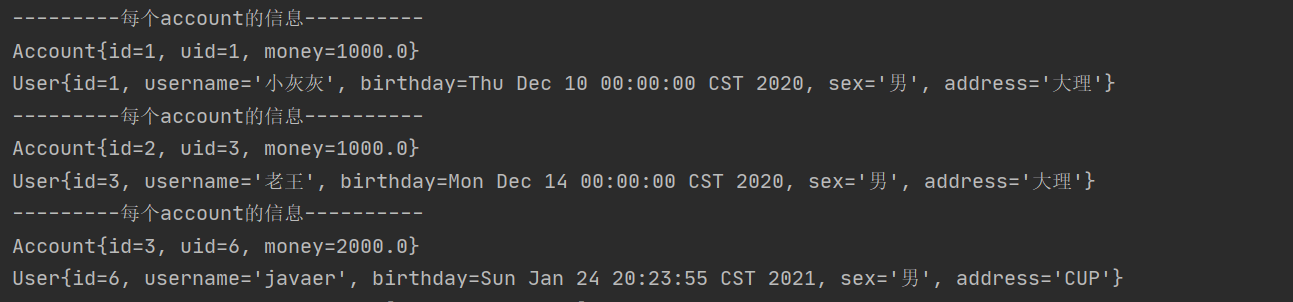 ---------每个account的信息----------
Account{id=1, uid=1, money=1000.0}
User{id=1, username='小灰灰', birthday=Thu Dec 10 00:00:00 CST 2020, sex='男', address='大理'}
---------每个account的信息----------
Account{id=2, uid=3, money=1000.0}
User{id=3, username='老王', birthday=Mon Dec 14 00:00:00 CST 2020, sex='男', address='大理'}
---------每个account的信息----------
Account{id=3, uid=6, money=2000.0}
User{id=6, username='javaer', birthday=Sun Jan 24 20:23:55 CST 2021, sex='男', address='CUP'}